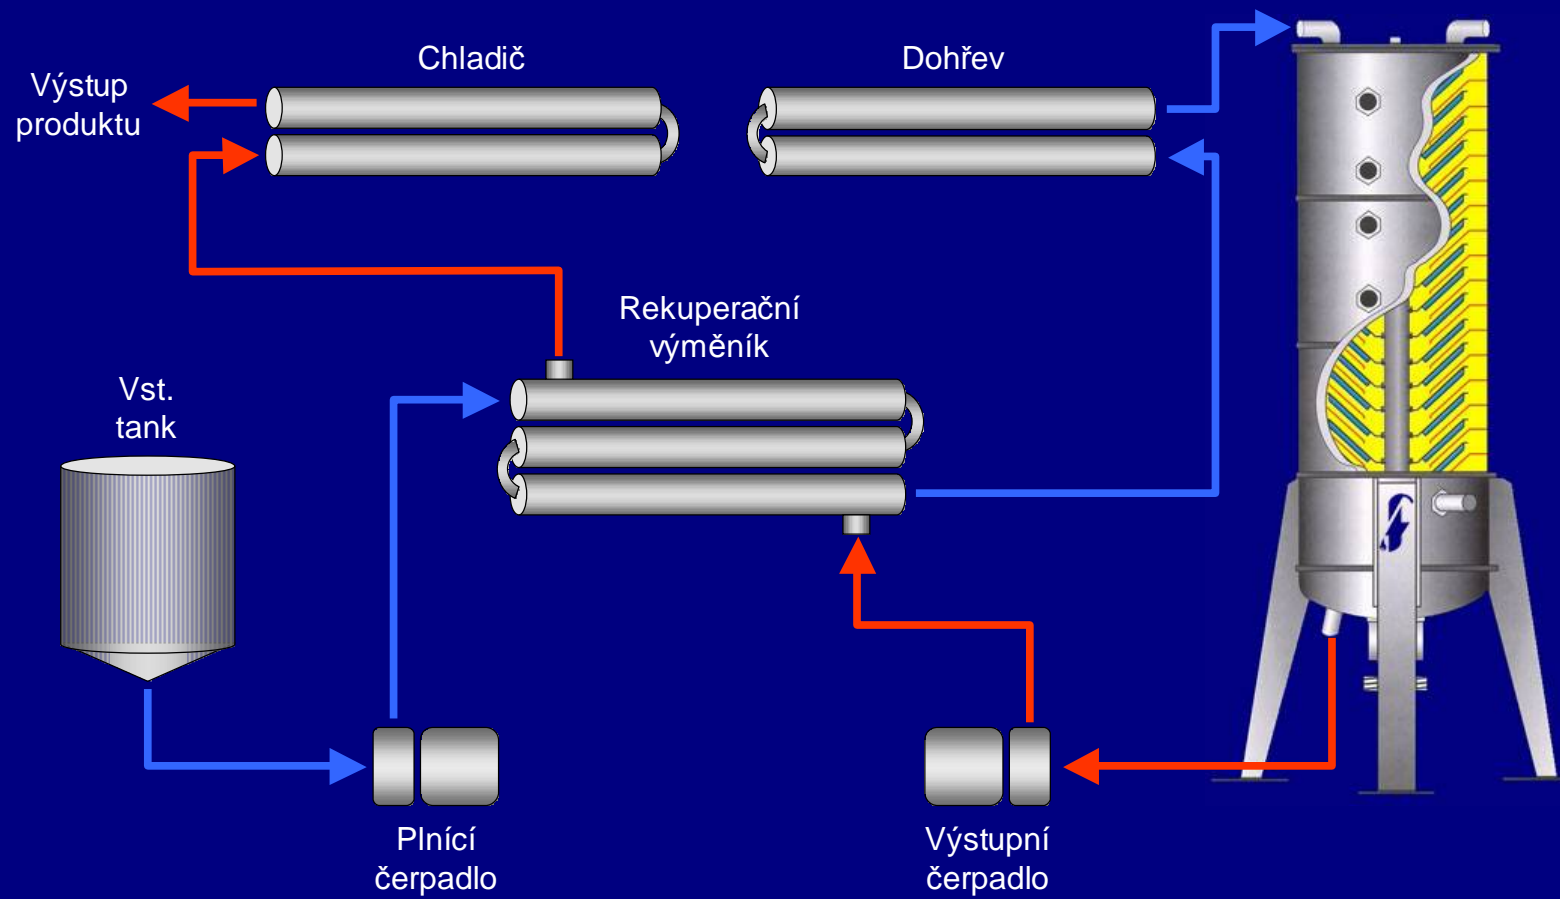 Chladič
Dohřev
Výstup
produktu
Rekuperační
výměník
Vst.
tank
Plnící
čerpadlo
Výstupní
čerpadlo